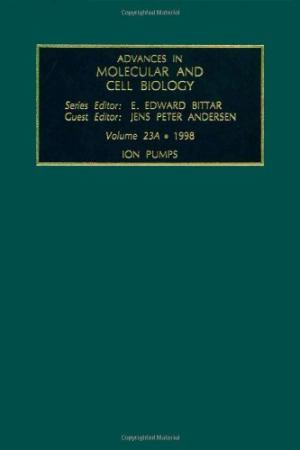 ADVANCES IN
MOLECULAR AND
CELL BIOLOGY
Series Editor: E. EDWARD BITTAR
Guest Editor: JENS PETER ANDERSEN
Volume 23A • 1998
ION PUMPS